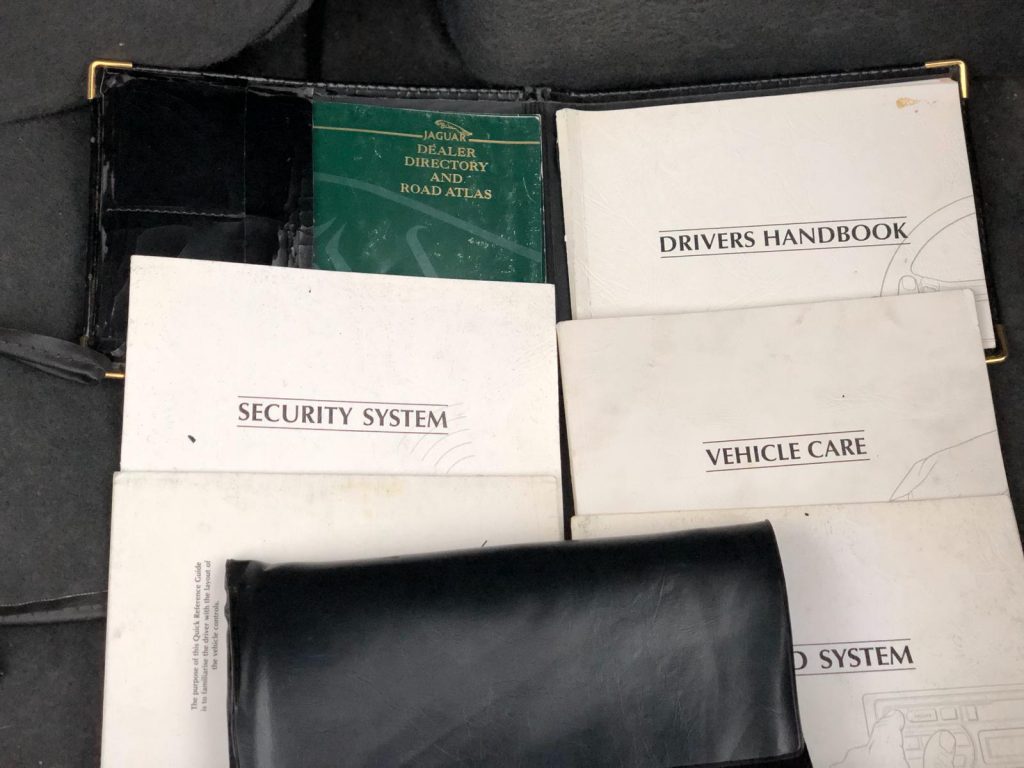 JAGUAR
DEALER
DIRECTORY
AND
ROAD ATLAS
DRIVERS HANDBOOK
SECURITY SYSTEM
VEHICLE CARE
The purpose of this Quick Reference Guide
is to familiarise the driver with the layout of
the vehicle controls.
SYSTEM